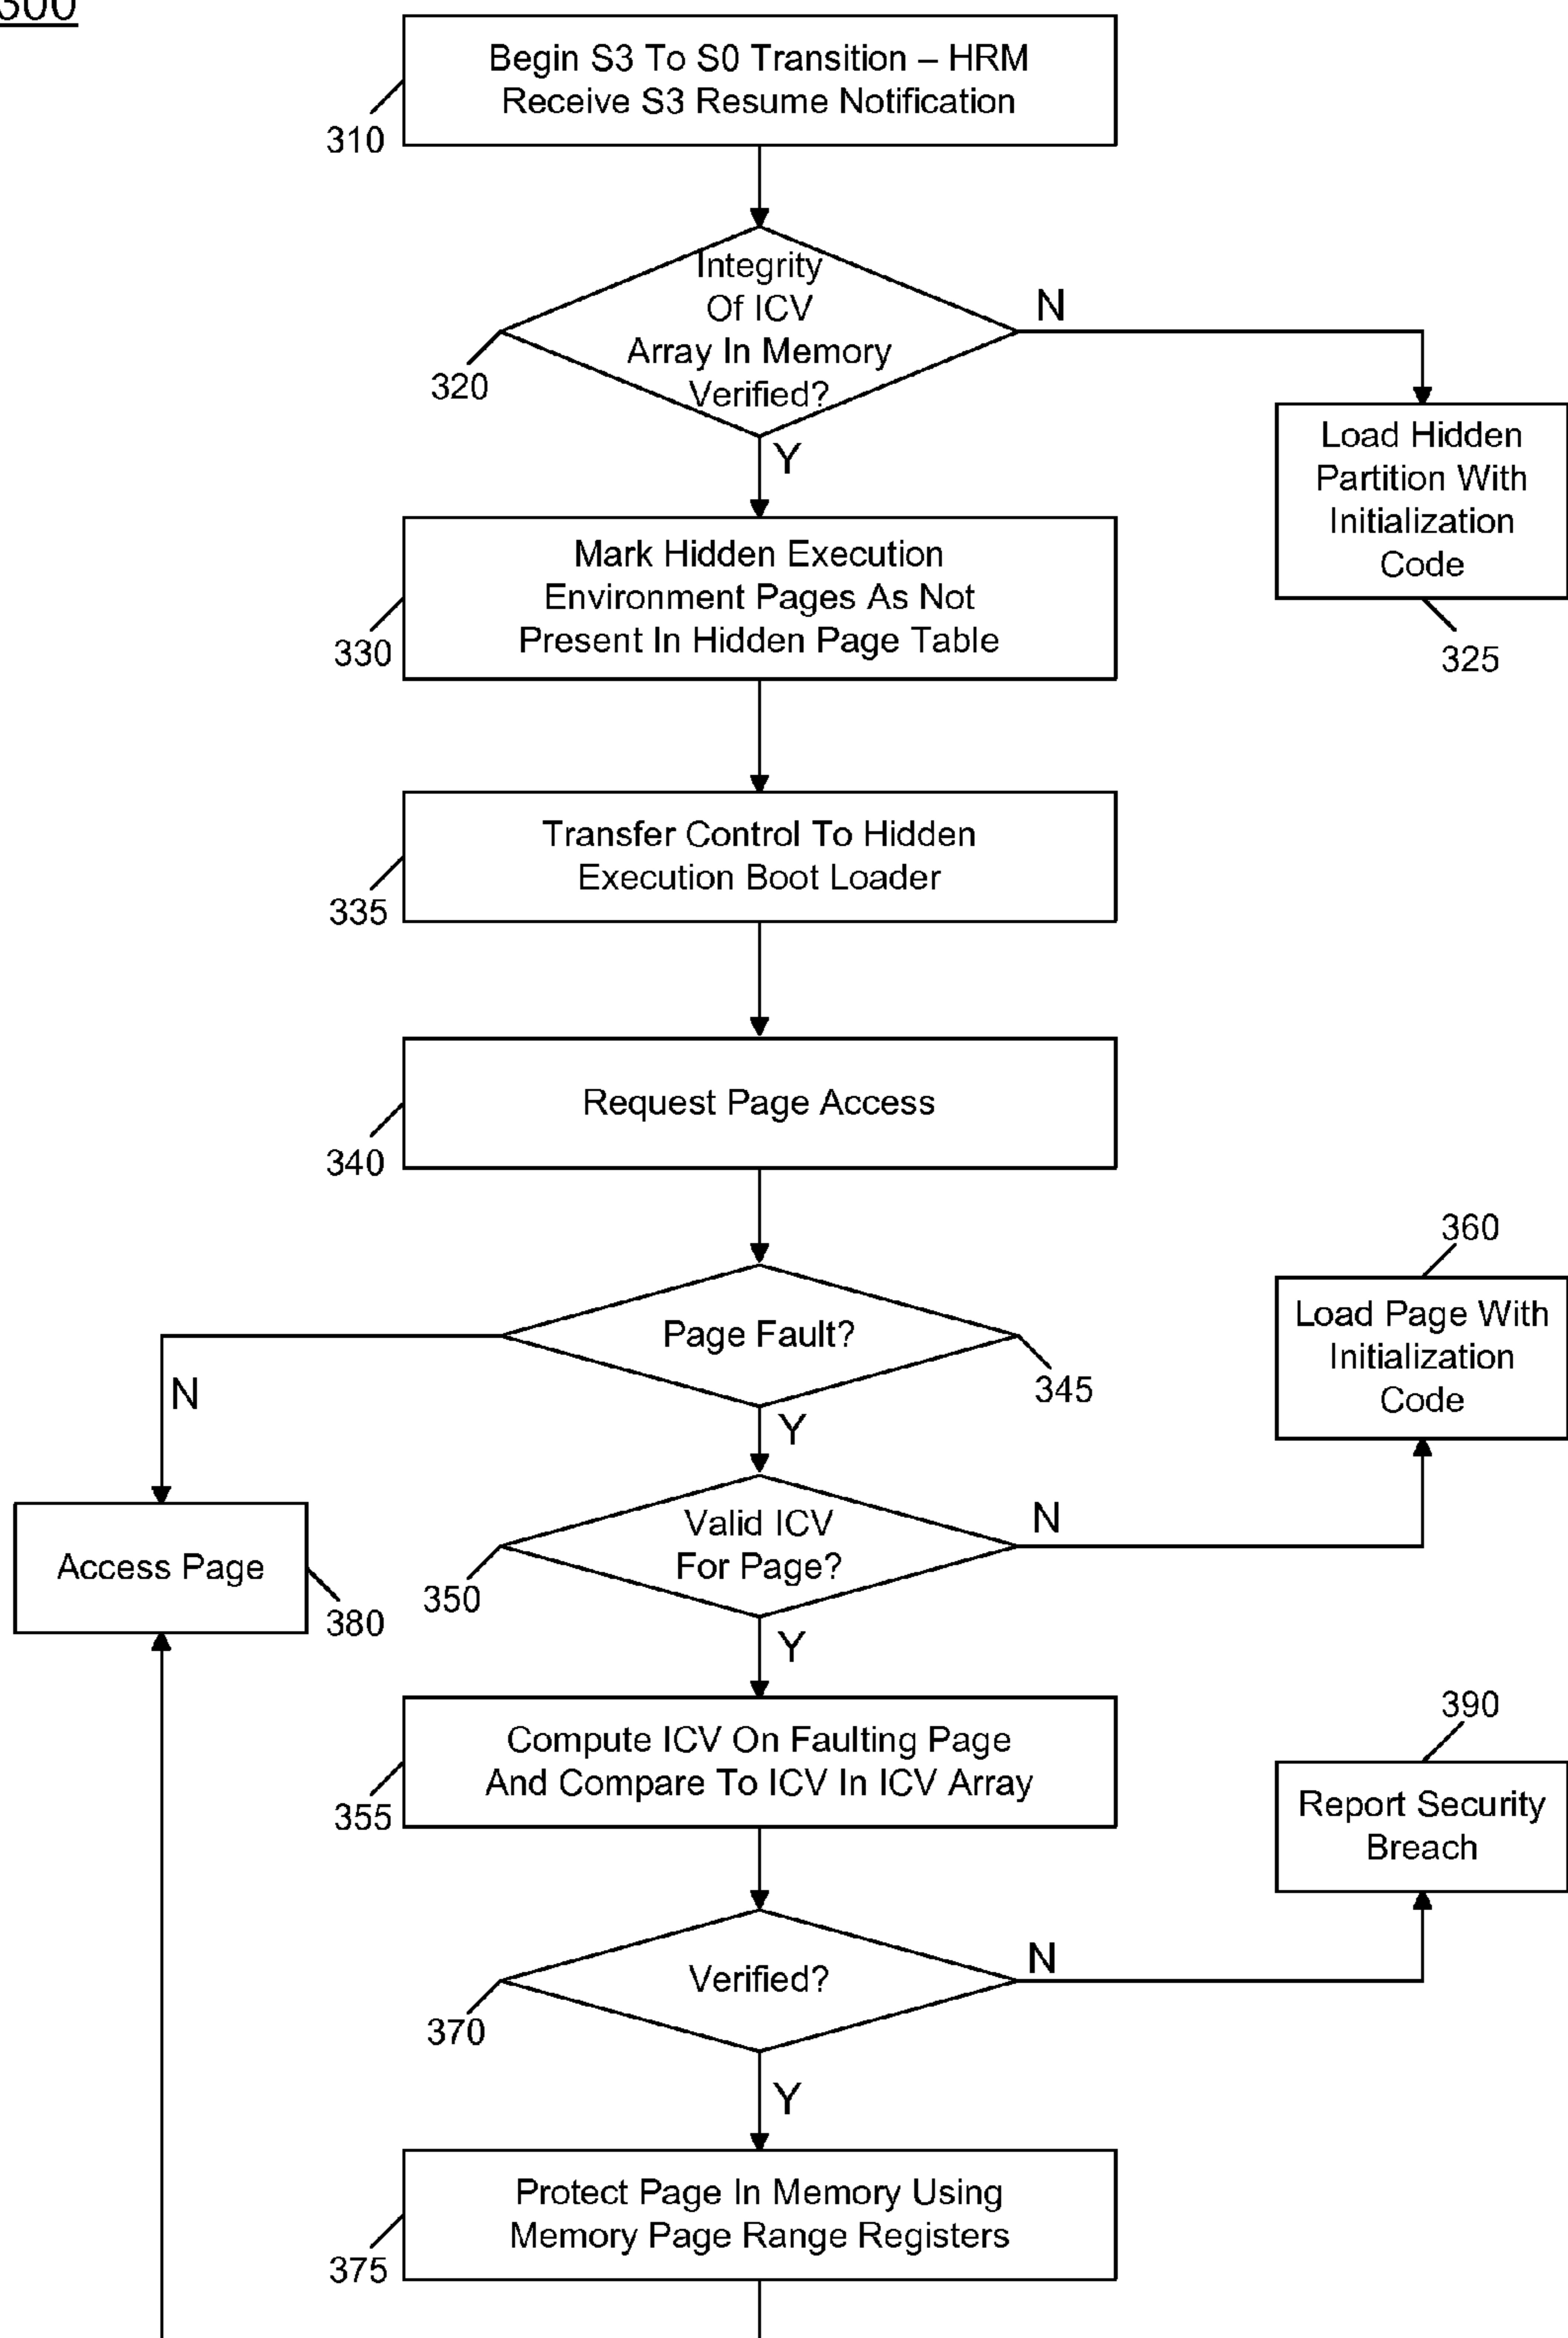 300
Begin S3 To S0 Transition – HRM
Receive S3 Resume Notification
310
Integrity
Of ICV
Array In Memory
Verified?
320
N
Y
Load Hidden
Partition With
Initialization
Code
325
Mark Hidden Execution
Environment Pages As Not
Present In Hidden Page Table
330
Transfer Control To Hidden
Execution Boot Loader
335
Request Page Access
340
Page Fault?
345
N
Y
360
Load Page With
Initialization
Code
Access Page
380
Valid ICV
For Page?
350
N
Y
Compute ICV On Faulting Page
And Compare To ICV In ICV Array
355
390
Report Security
Breach
Verified?
370
N
Y
Protect Page In Memory Using
Memory Page Range Registers
375